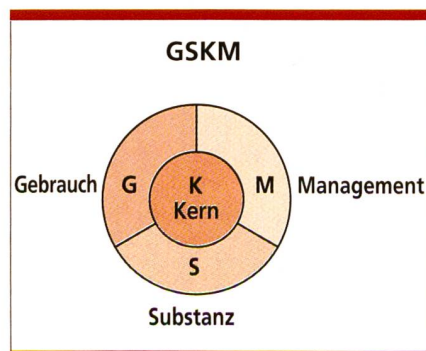 GSKM
Gebrauch G K M Management
Kern
S
Substanz